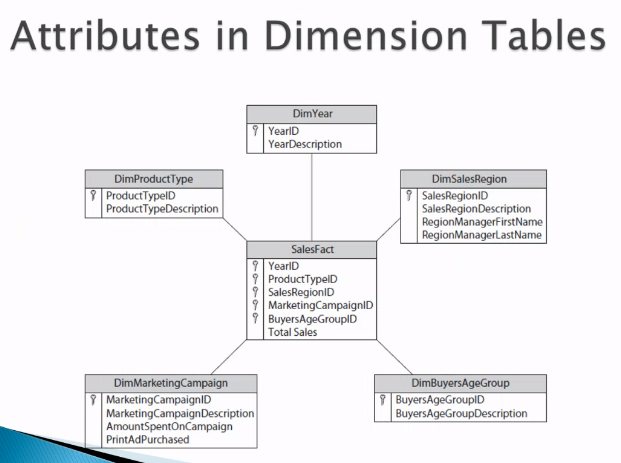 Attributes in Dimension Tables
DimYear
YearID
YearDescription
DimProductType
ProductTypeID
ProductTypeDescription
DimSalesRegion
SalesRegionID
SalesRegionDescription
RegionManagerFirstName
RegionManagerLastName
SalesFact
YearID
ProductTypeID
SalesRegionID
MarketingCampaignID
BuyersAgeGroupID
Total Sales
DimMarketingCampaign
MarketingCampaignID
MarketingCampaignDescription
AmountSpentOnCampaign
PrintAdPurchased
DimBuyersAgeGroup
BuyersAgeGroupID
BuyersAgeGroupDescription